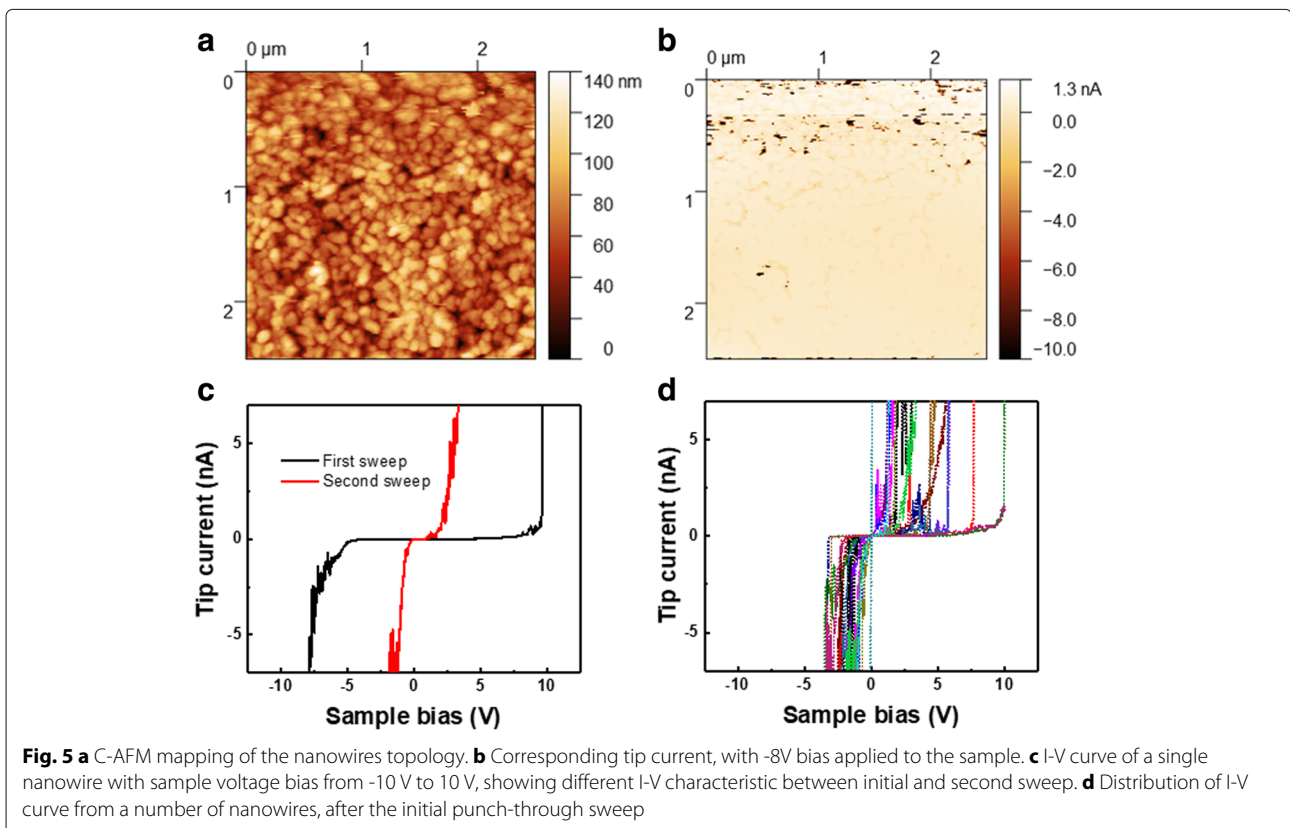 a
0 µm 1 2
0
1
2
140 nm
120
100
80
60
40
20
0
b
0 µm 1 2
0
1
2
1.3 nA
0.0
−2.0
−4.0
−6.0
−8.0
−10.0
c
Tip current (nA)
5
0
-5
First sweep
Second sweep
-10 -5 0 5 10
Sample bias (V)
d
Tip current (nA)
5
0
-5
-10 -5 0 5 10
Sample bias (V)
Fig. 5 a C-AFM mapping of the nanowires topology. b Corresponding tip current, with -8V bias applied to the sample. c I-V curve of a single
nanowire with sample voltage bias from -10 V to 10 V, showing different I-V characteristic between initial and second sweep. d Distribution of I-V
curve from a number of nanowires, after the initial punch-through sweep